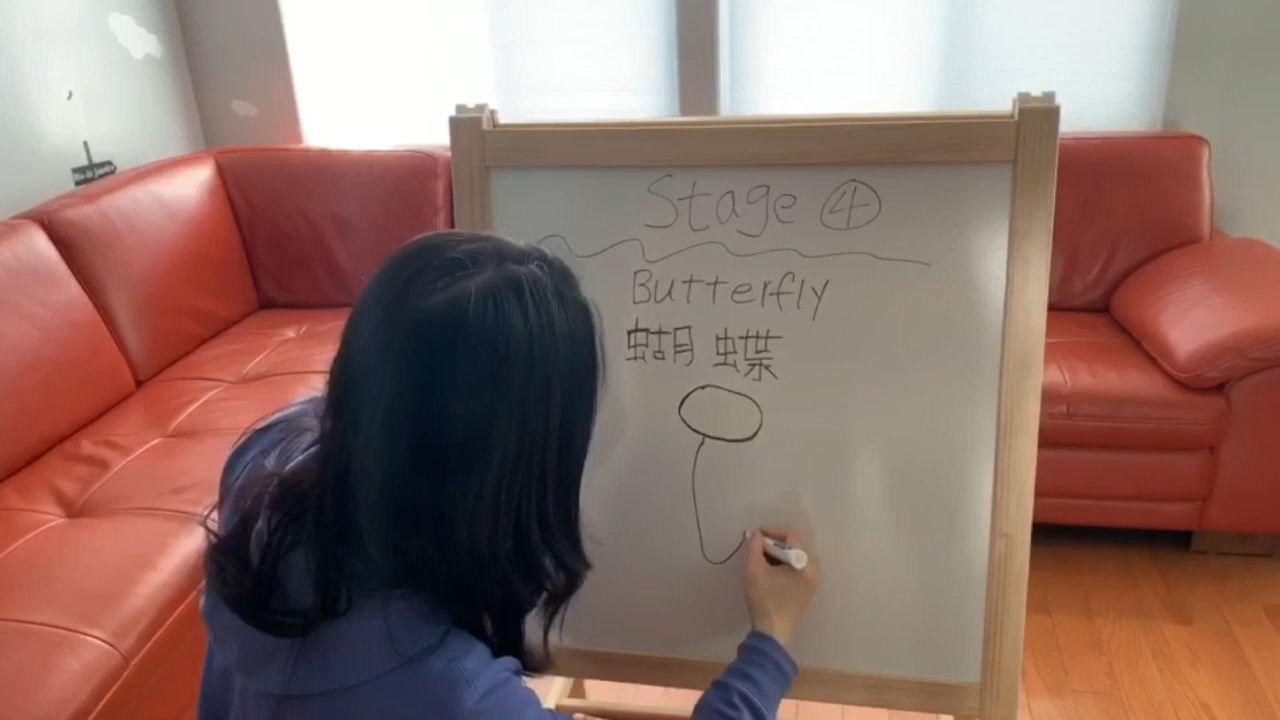 Stage ④
Butterfly
蝴蝶